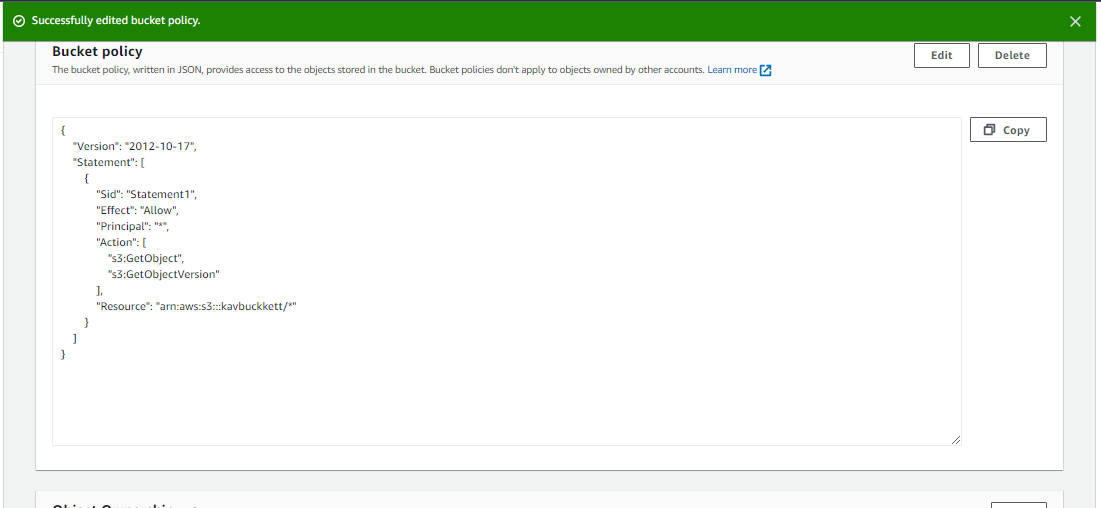 Successfully edited bucket policy.
Bucket policy
Edit
Delete
The bucket policy, written in JSON, provides access to the objects stored in the bucket. Bucket policies don't apply to objects owned by other accounts. Learn more
Copy
{
"Version": "2012-10-17",
"Statement": [
{
"Sid": "Statement1",
"Effect": "Allow",
"Principal": "*",
"Action": [
"s3:GetObject",
"s3:GetObjectVersion"
],
"Resource": "arn:aws:s3:::kavbuckkett/*"
}
]
}